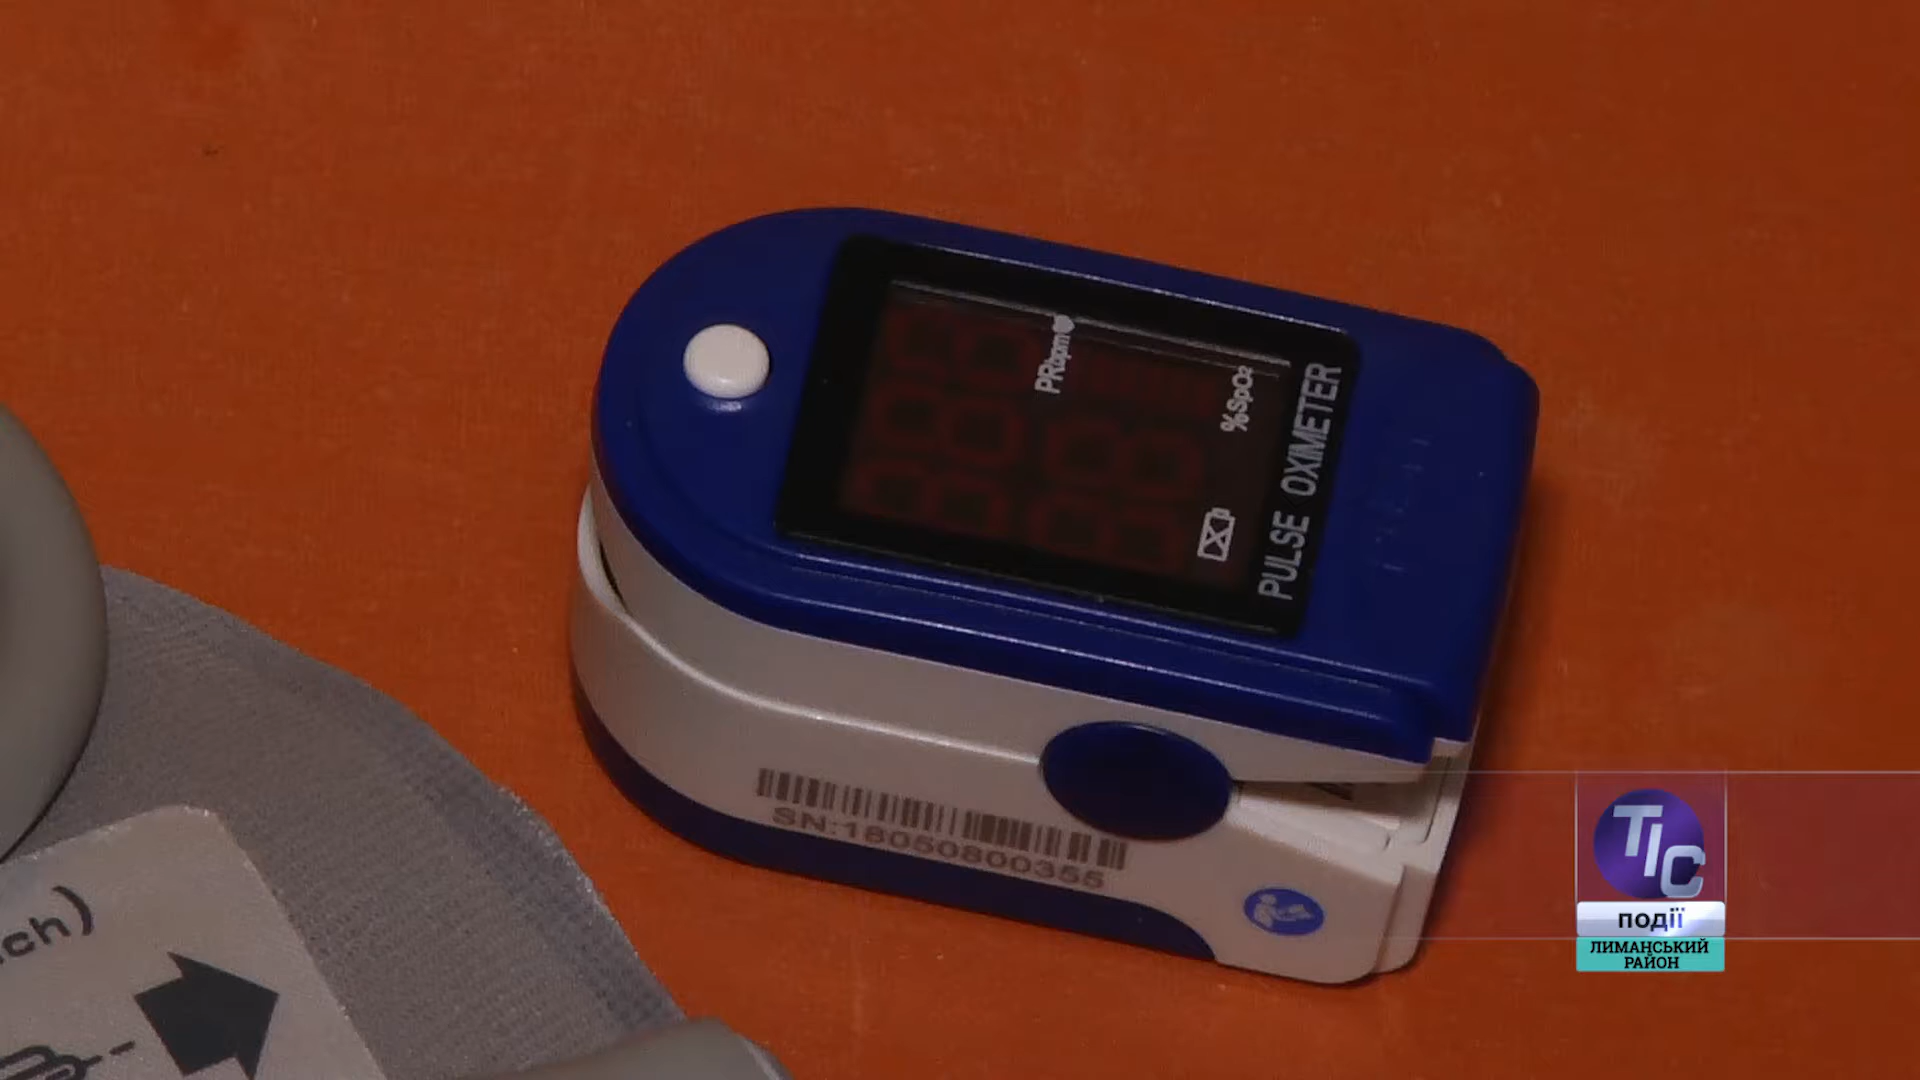 PRbpm
%SpO2
PULSE OXIMETER
SN:18050800355
ch)
ТІС
події
ЛИМАНСЬКИЙ
РАЙОН